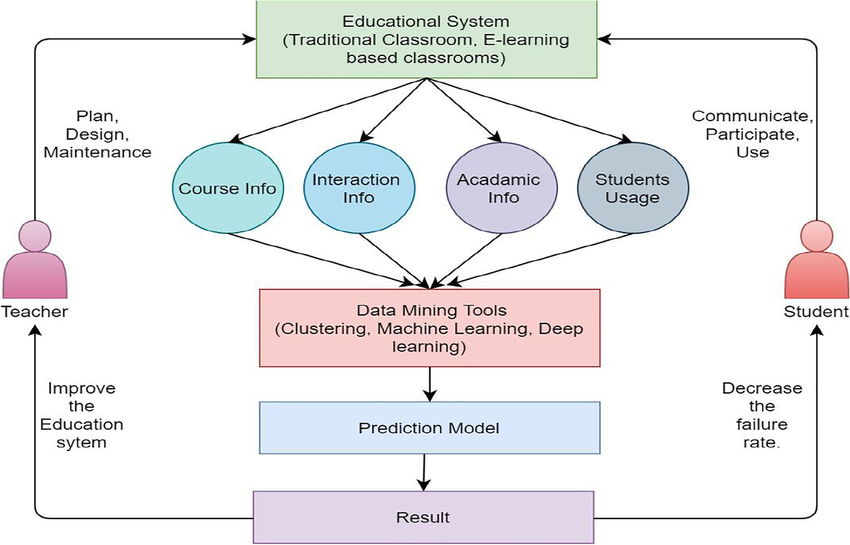 Educational System
(Traditional Classroom, E-learning
based classrooms)
Plan,
Design,
Maintenance
Communicate,
Participate,
Use
Course Info
Interaction
Info
Acadamic
Info
Students
Usage
Teacher
Student
Data Mining Tools
(Clustering, Machine Learning, Deep
learning)
Improve
the
Education
sytem
Decrease
the
failure
rate.
Prediction Model
Result